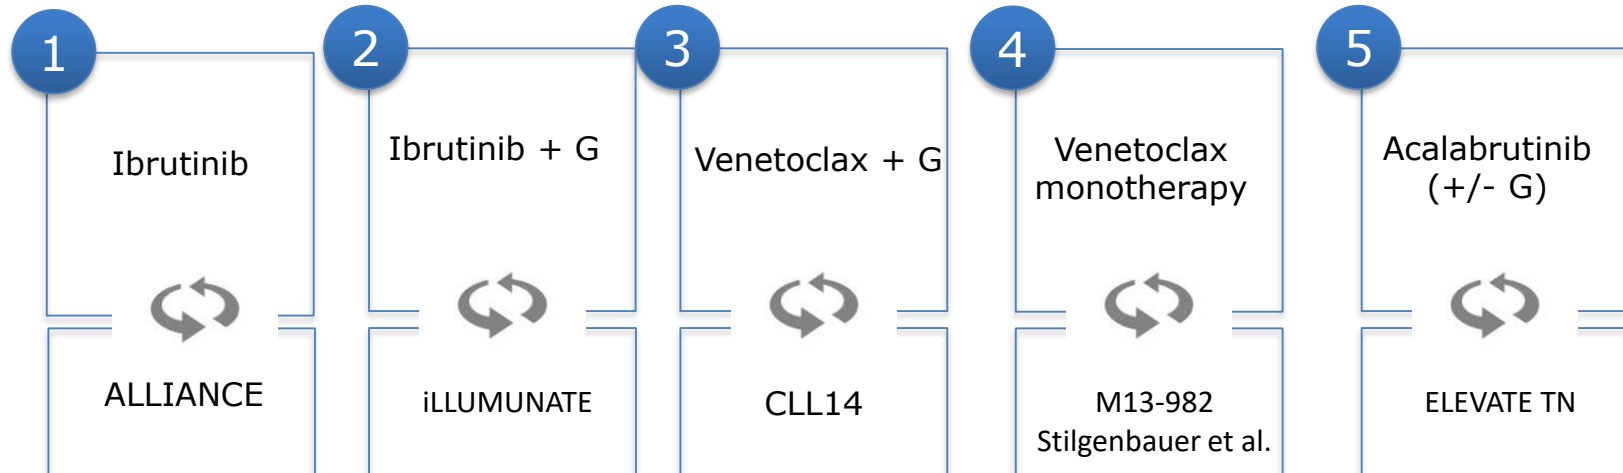 1
Ibrutinib
ALLIANCE
2
Ibrutinib + G
iLLUMUNATE
3
Venetoclax + G
CLL14
4
Venetoclax
monotherapy
M13-982
Stilgenbauer et al.
5
Acalabrutinib
(+/- G)
ELEVATE TN